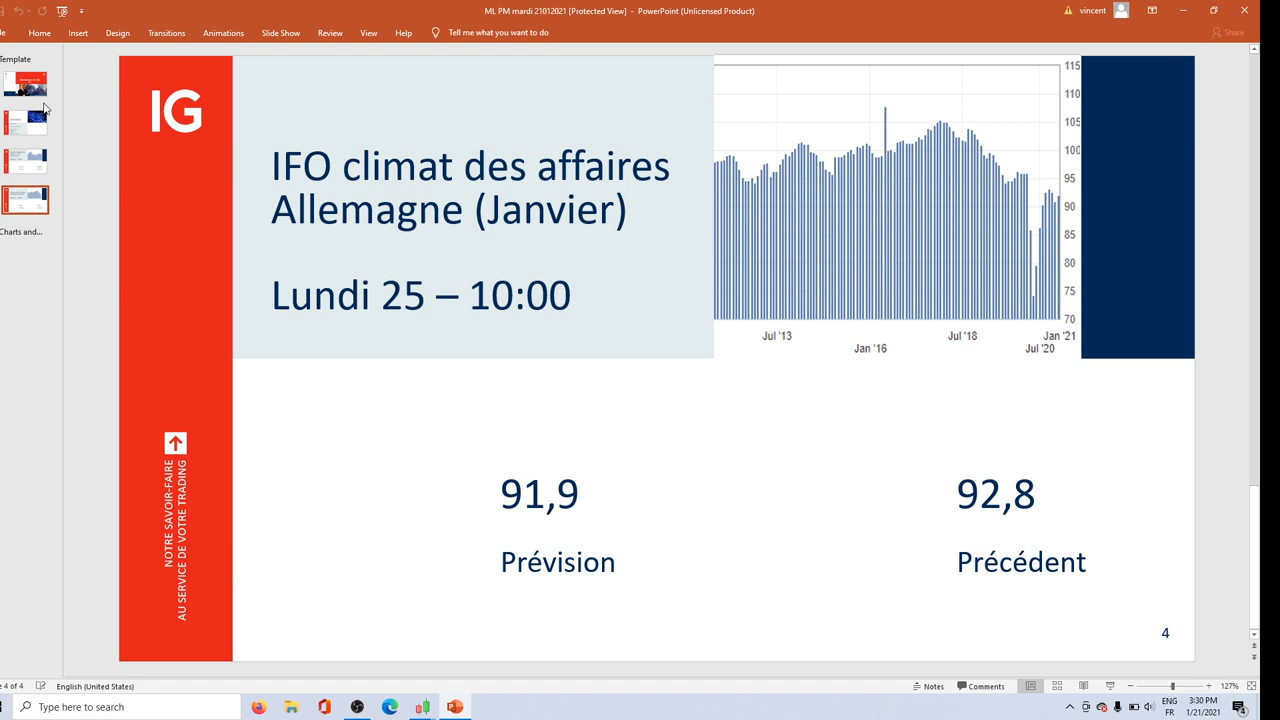 ML PM mardi 21012021 [Protected View] - PowerPoint (Unlicensed Product)
vincent
Home Insert Design Transitions Animations Slide Show Review View Help Tell me what you want to do
Share
Template
Charts and...
IG
IFO climat des affaires
Allemagne (Janvier)
Lundi 25 – 10:00
115
110
105
100
95
90
85
80
75
70
Jul '13
Jan '16
Jul '18
Jul '20
Jan '21
NOTRE SAVOIR-FAIRE
AU SERVICE DE VOTRE TRADING
91,9
Prévision
92,8
Précédent
4
4 of 4
English (United States)
Notes
Comments
127%
Type here to search
ENG
FR
3:30 PM
1/21/2021
4